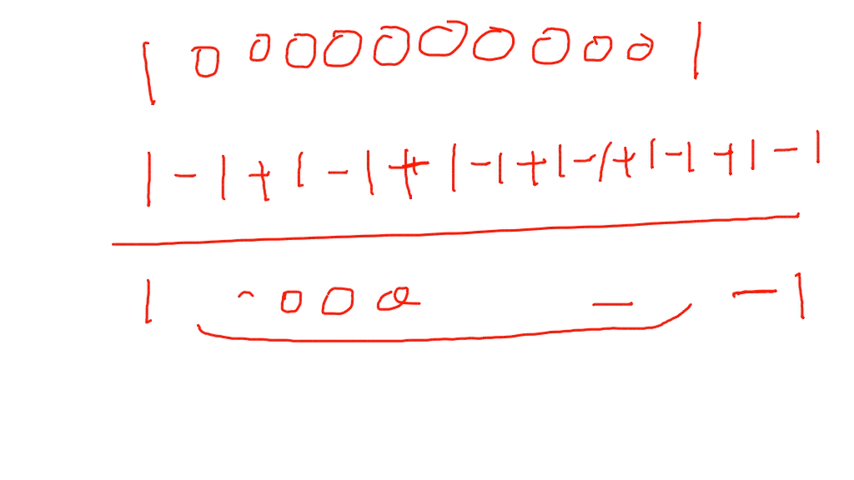 1 0 0 0 0 0 0 0 0 0 0 1
1 - 1 + 1 - 1 + 1 - 1 + 1 - 1 + 1 - 1 + 1 - 1
1 0 0 0 - - 1